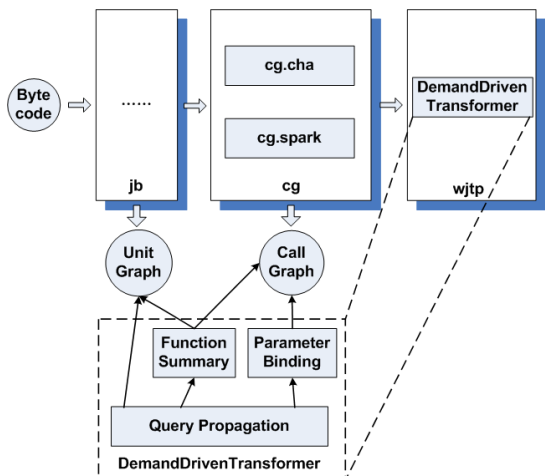 Byte
code
......
jb
cg.cha
cg.spark
cg
DemandDriven
Transformer
wjtp
Unit
Graph
Call
Graph
Function
Summary
Parameter
Binding
Query Propagation
DemandDrivenTransformer